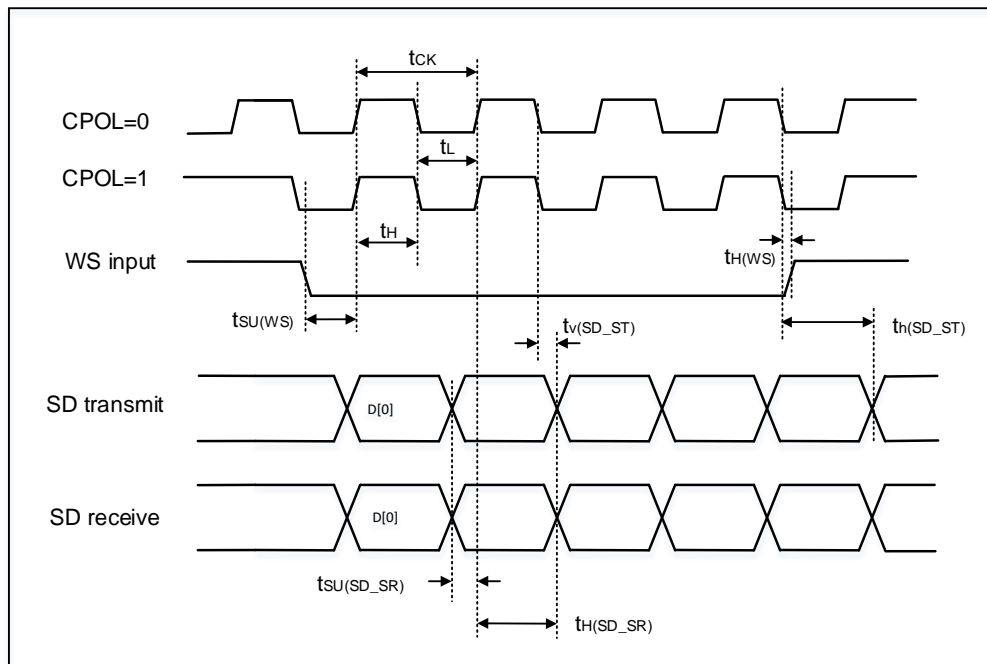 tCK
CPOL=0
tL
CPOL=1
tH
tH(WS)
WS input
tSU(WS)
tv(SD_ST)
th(SD_ST)
SD transmit
D[0]
SD receive
D[0]
tSU(SD_SR)
tH(SD_SR)